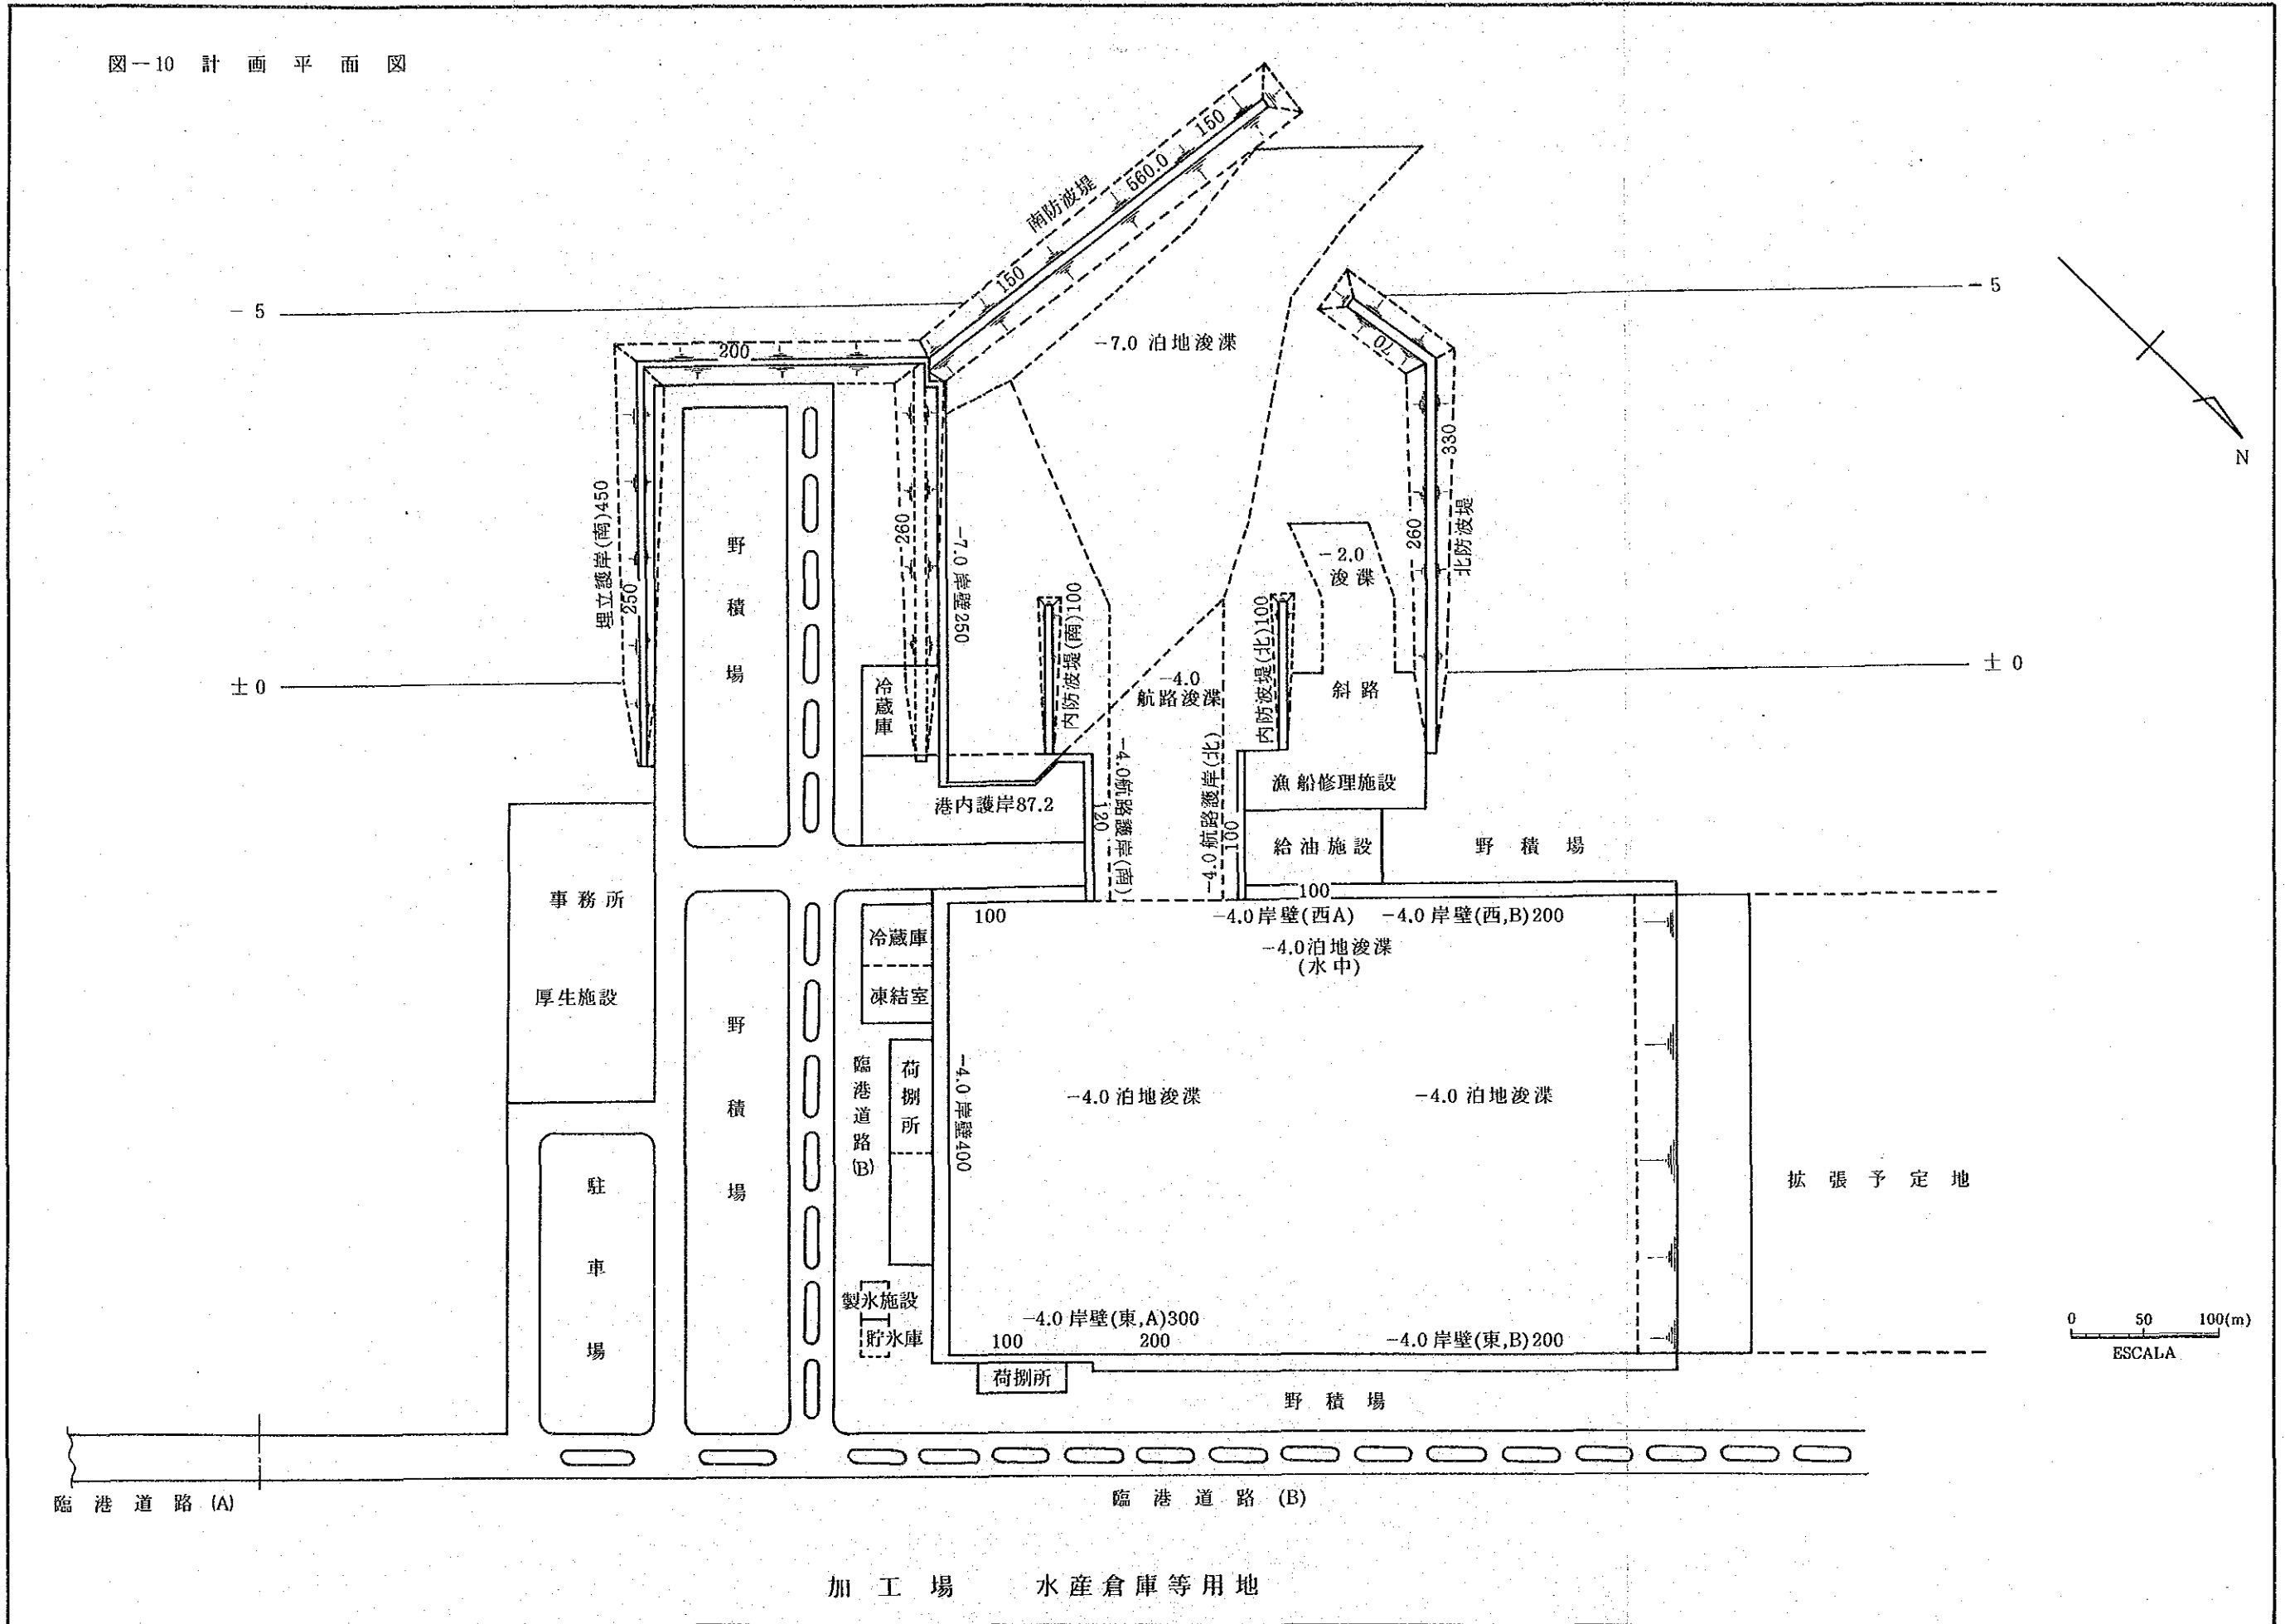 図-10 計画平面図
150
560.0
南防波堤
150
-5
-5
-7.0 泊地浚渫
200
70
330
北防波堤
260
埋立護岸(南)450
250
野積場
260
-7.0 岸壁250
-2.0
浚渫
内防波堤(南)100
内防波堤(北)100
±0
±0
冷蔵庫
-4.0
航路浚渫
斜路
-4.0航路護岸(南)
120
-4.0航路護岸(北)
100
港内護岸87.2
漁船修理施設
給油施設
野積場
N
事務所
厚生施設
100
100
-4.0 岸壁(西A)
-4.0 岸壁(西,B)200
-4.0泊地浚渫
(水中)
冷蔵庫
凍結室
野積場
臨港道路(B)
荷捌所
-4.0 岸壁400
-4.0 泊地浚渫
-4.0 泊地浚渫
拡張予定地
駐車場
製氷施設
貯氷庫
-4.0 岸壁(東,A)300
100
200
-4.0 岸壁(東,B)200
荷捌所
野積場
0 50 100(m)
ESCALA
臨港道路(A)
臨港道路(B)
加工場 水産倉庫等用地